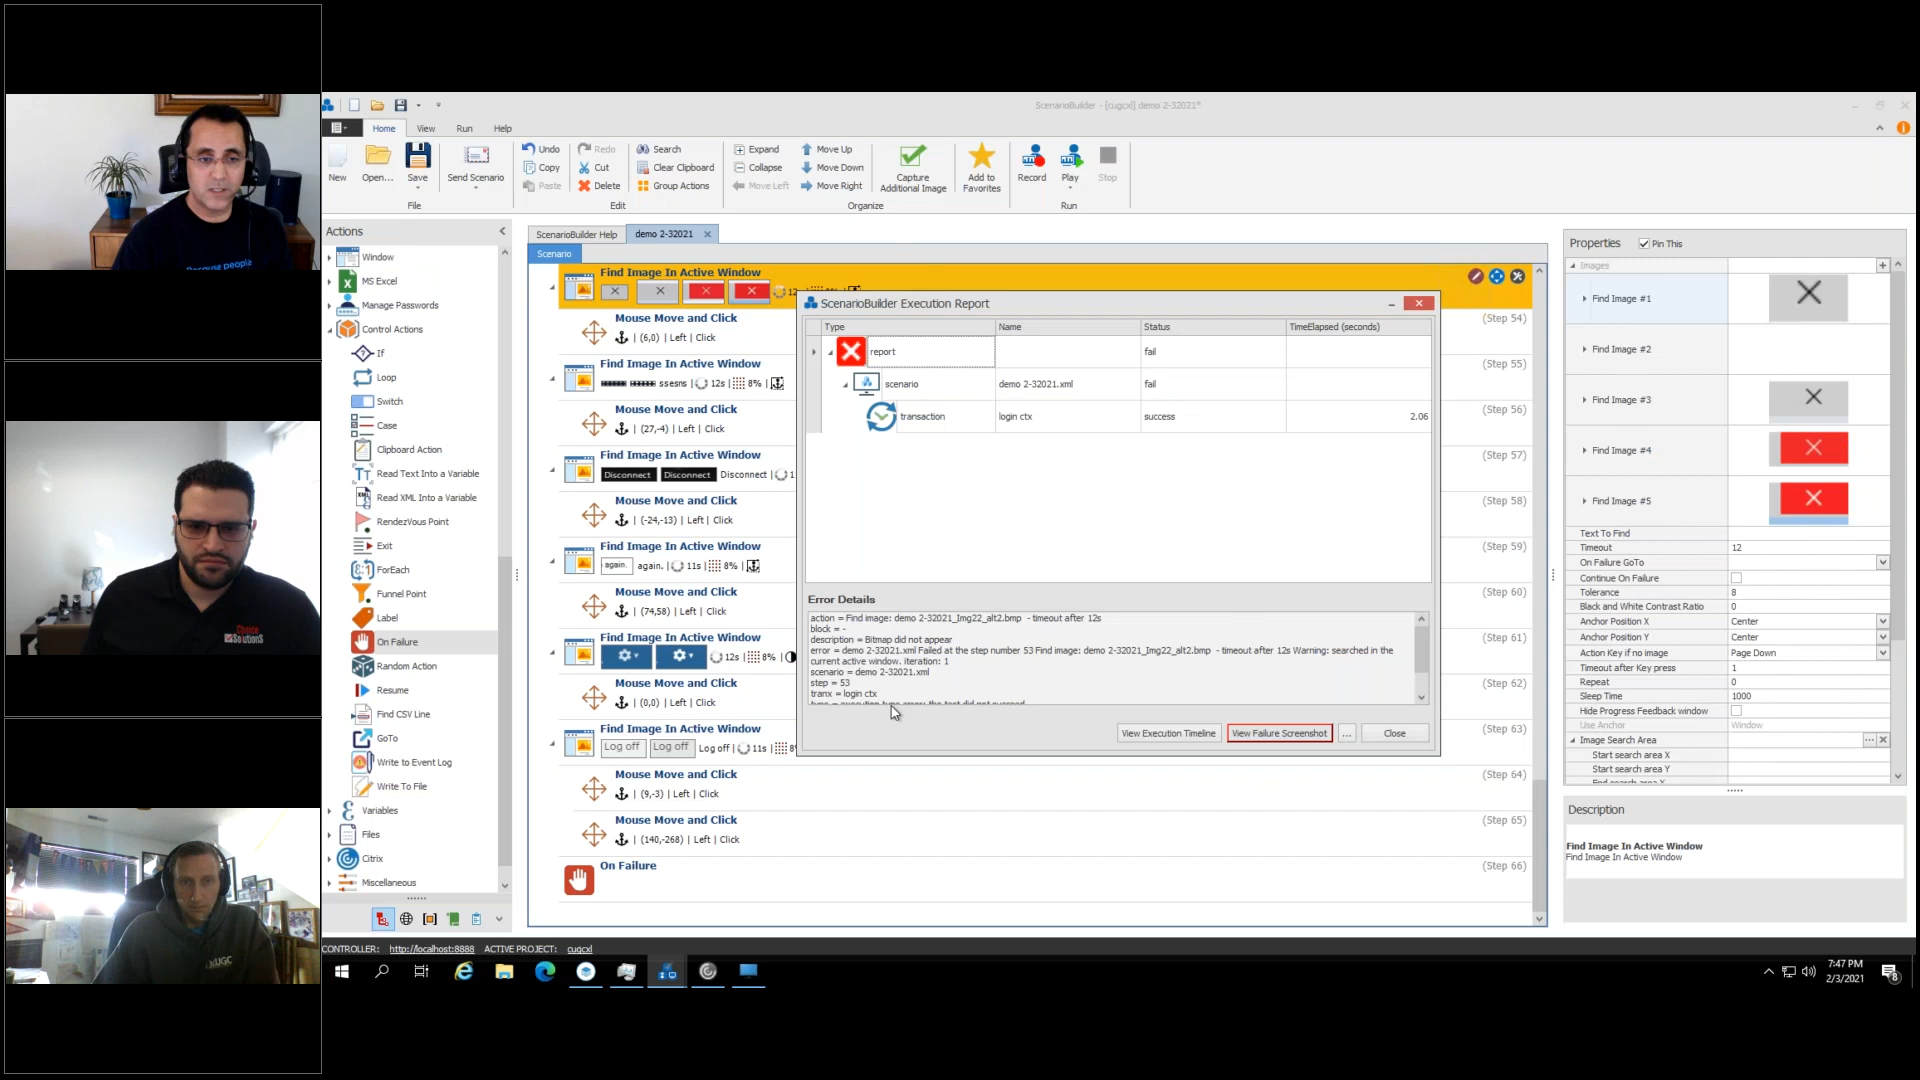 Because people
Choice
SolutionS
XUGC
ScenarioBuilder - [cugcxl] demo 2-32021*
Home
View
Run
Help
New
Open...
Save
Send Scenario
Undo
Copy
Paste
Redo
Cut
Delete
Search
Clear Clipboard
Group Actions
Expand
Collapse
Move Left
Move Up
Move Down
Move Right
Capture
Additional Image
Add to
Favorites
Record
Play
Stop
File
Edit
Organize
Run
Actions
Window
MS Excel
Manage Passwords
Control Actions
If
Loop
Switch
Case
Clipboard Action
Read Text Into a Variable
Read XML Into a Variable
RendezVous Point
Exit
ForEach
Funnel Point
Label
On Failure
Random Action
Resume
Find CSV Line
GoTo
Write to Event Log
Write To File
Variables
Files
Citrix
Miscellaneous
ScenarioBuilder Help
demo 2-32021
Scenario
Find Image In Active Window
Mouse Move and Click
(6,0) | Left | Click
(Step 54)
Find Image In Active Window
ssesns | 12s | 8% |
(Step 55)
Mouse Move and Click
(27,-4) | Left | Click
(Step 56)
Find Image In Active Window
Disconnect Disconnect Disconnect | 1
(Step 57)
Mouse Move and Click
(-24,-13) | Left | Click
(Step 58)
Find Image In Active Window
again. again. | 11s | 8% |
(Step 59)
Mouse Move and Click
(74,58) | Left | Click
(Step 60)
Find Image In Active Window
12s | 8% |
(Step 61)
Mouse Move and Click
(0,0) | Left | Click
(Step 62)
Find Image In Active Window
Log off Log off Log off | 11s | 8
(Step 63)
Mouse Move and Click
(9,-3) | Left | Click
(Step 64)
Mouse Move and Click
(140,-268) | Left | Click
(Step 65)
On Failure
(Step 66)
ScenarioBuilder Execution Report
Type Name Status TimeElapsed (seconds)
report fail
scenario demo 2-32021.xml fail
transaction login ctx success 2.06
Error Details
action = Find image: demo 2-32021_Img22_alt2.bmp - timeout after 12s
block = -
description = Bitmap did not appear
error = demo 2-32021.xml Failed at the step number 53 Find image: demo 2-32021_Img22_alt2.bmp - timeout after 12s Warning: searched in the
current active window. iteration: 1
scenario = demo 2-32021.xml
step = 53
tranx = login ctx
View Execution Timeline
View Failure Screenshot
...
Close
Properties
Pin This
Images
Find Image #1
Find Image #2
Find Image #3
Find Image #4
Find Image #5
Text To Find
Timeout 12
On Failure GoTo
Continue On Failure
Tolerance 8
Black and White Contrast Ratio 0
Anchor Position X Center
Anchor Position Y Center
Action Key if no image Page Down
Timeout after Key press 1
Repeat 0
Sleep Time 1000
Hide Progress Feedback window
Use Anchor Window
Image Search Area
Start search area X
Start search area Y
Description
Find Image In Active Window
Find Image In Active Window
CONTROLLER: http://localhost:8888 ACTIVE PROJECT: cugcxl
7:47 PM
2/3/2021
8